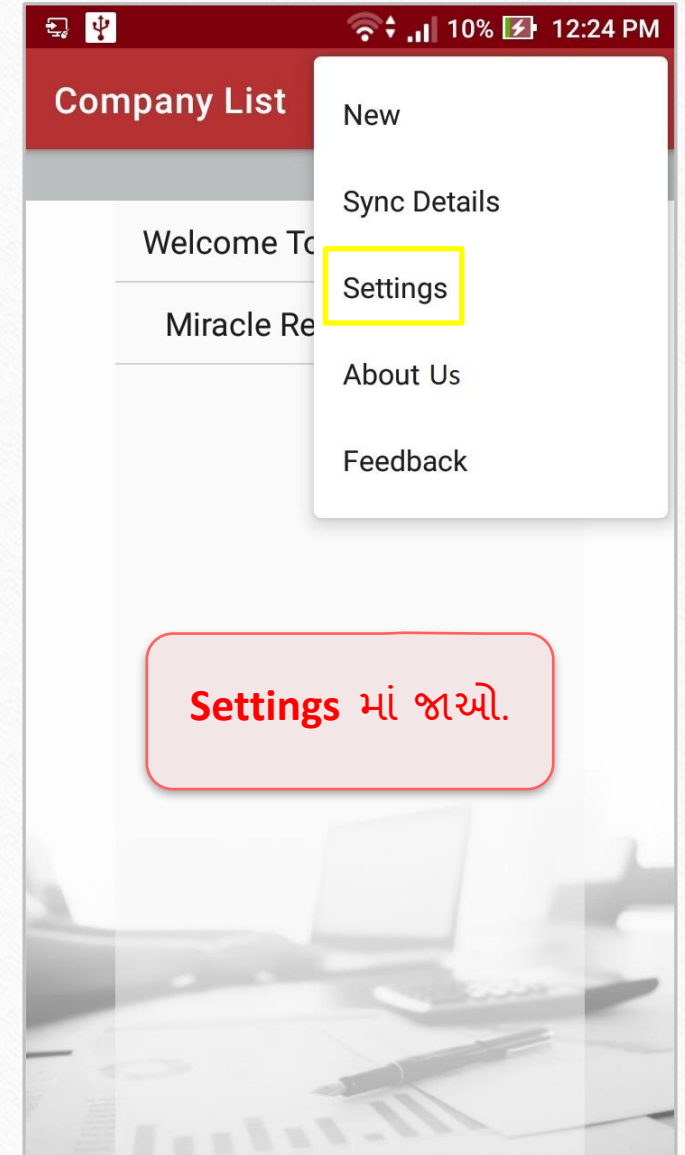 10% 12:24 PM
Company List
New
Sync Details
Welcome To
Settings
Miracle Re
About Us
Feedback
Settings માં જાઓ.